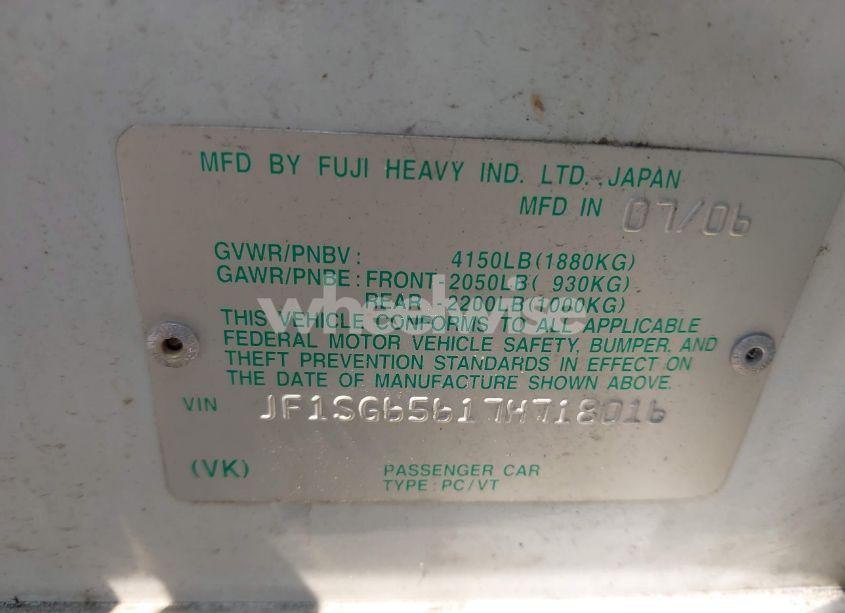 MFD BY FUJI HEAVY IND. LTD. JAPAN
MFD IN 07/06
GVWR/PNBV: 4150LB(1880KG)
GAWR/PNBE: FRONT 2050LB( 930KG)
REAR 2200LB(1000KG)
wheelwise
THIS VEHICLE CONFORMS TO ALL APPLICABLE
FEDERAL MOTOR VEHICLE SAFETY, BUMPER, AND
THEFT PREVENTION STANDARDS IN EFFECT ON
THE DATE OF MANUFACTURE SHOWN ABOVE.
VIN JF1SG65617H718016
(VK) PASSENGER CAR
TYPE: PC/VT